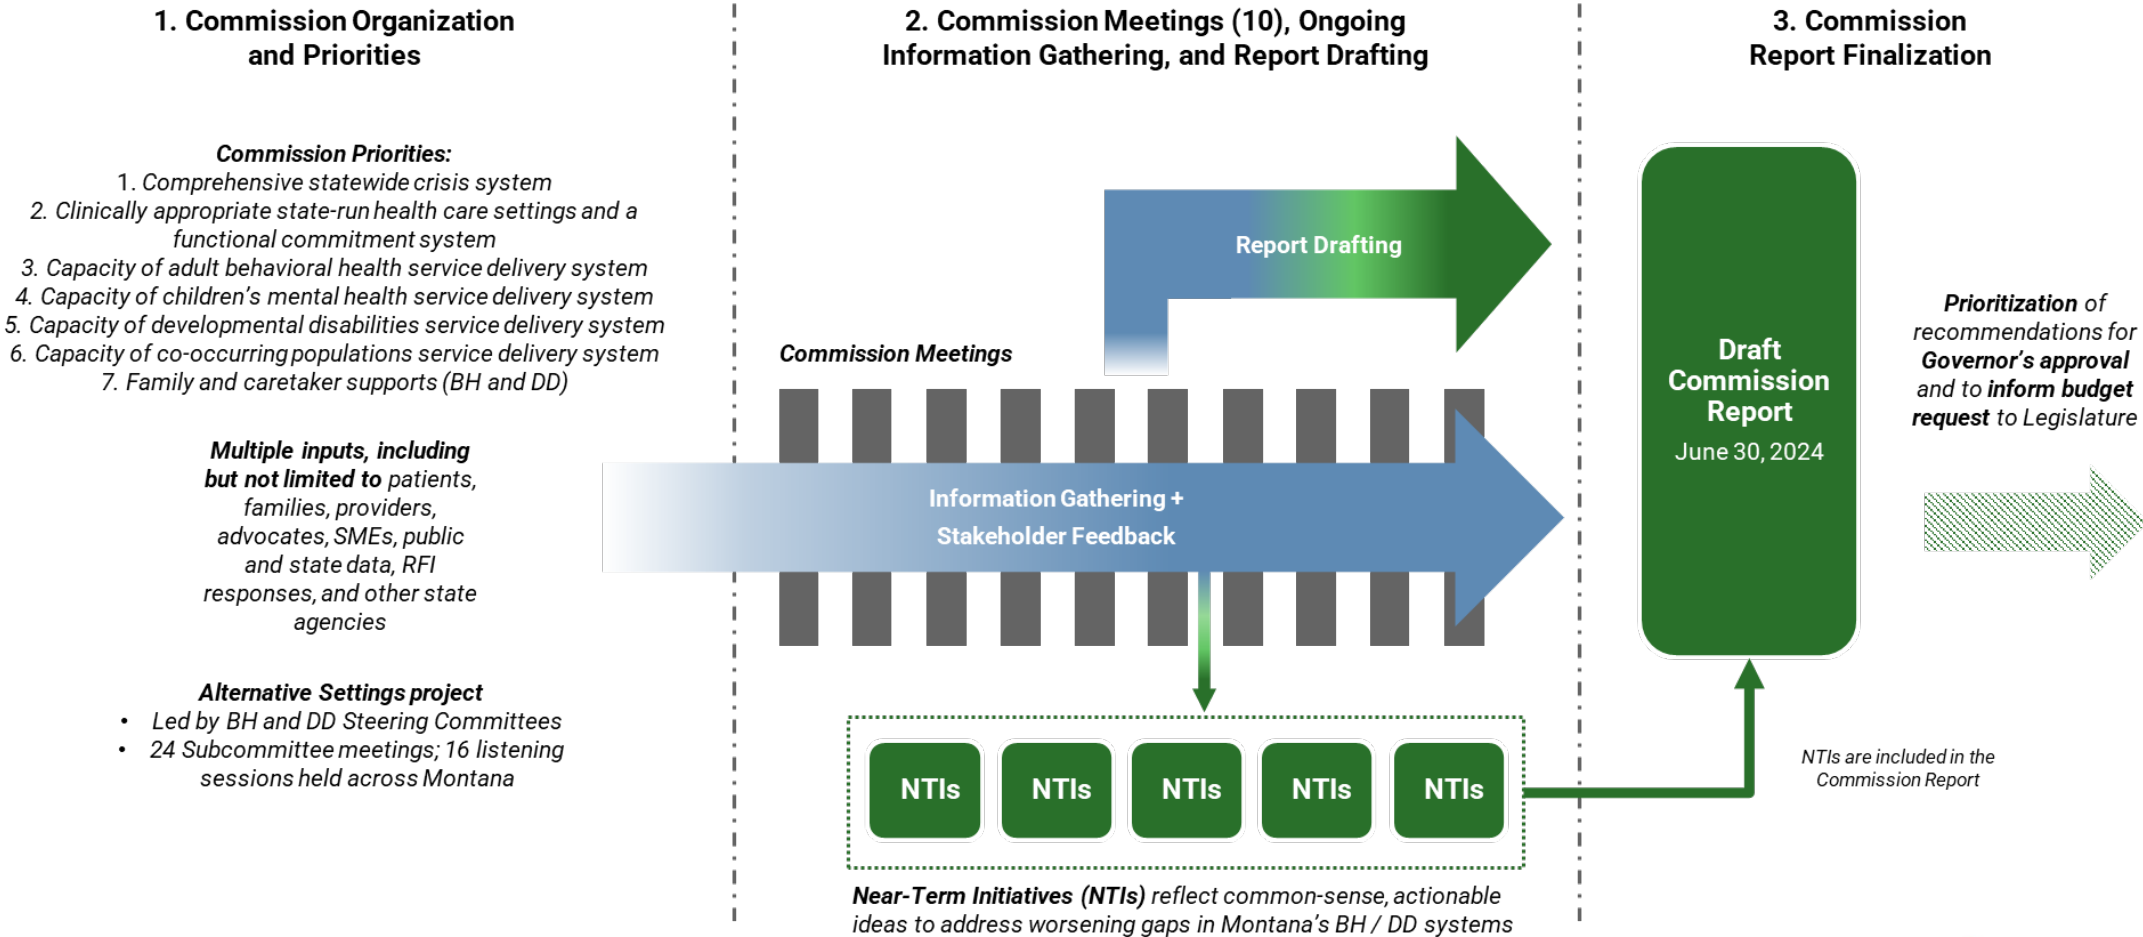 1. Commission Organization
and Priorities
Commission Priorities:
1. Comprehensive statewide crisis system
2. Clinically appropriate state-run health care settings and a
functional commitment system
3. Capacity of adult behavioral health service delivery system
4. Capacity of children’s mental health service delivery system
5. Capacity of developmental disabilities service delivery system
6. Capacity of co-occurring populations service delivery system
7. Family and caretaker supports (BH and DD)
Multiple inputs, including
but not limited to patients,
families, providers,
advocates, SMEs, public
and state data, RFI
responses, and other state
agencies
Alternative Settings project
• Led by BH and DD Steering Committees
• 24 Subcommittee meetings; 16 listening
sessions held across Montana
2. Commission Meetings (10), Ongoing
Information Gathering, and Report Drafting
Report Drafting
Commission Meetings
Information Gathering +
Stakeholder Feedback
NTIs
NTIs
NTIs
NTIs
NTIs
Near-Term Initiatives (NTIs) reflect common-sense, actionable
ideas to address worsening gaps in Montana’s BH / DD systems
3. Commission
Report Finalization
Draft
Commission
Report
June 30, 2024
Prioritization of
recommendations for
Governor’s approval
and to inform budget
request to Legislature
NTIs are included in the
Commission Report